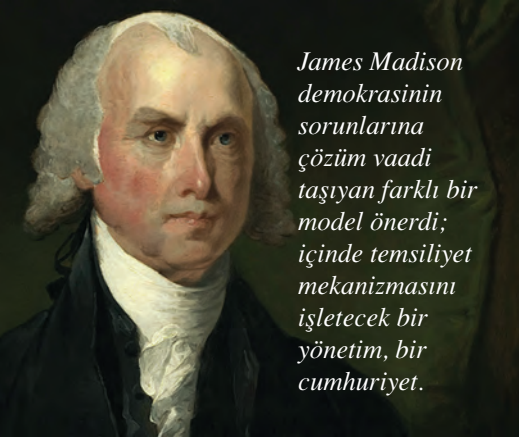 James Madison
demokrasinin
sorunlarına
çözüm vaadi
taşıyan farklı bir
model önerdi;
içinde temsiliyet
mekanizmasını
işletecek bir
yönetim, bir
cumhuriyet.